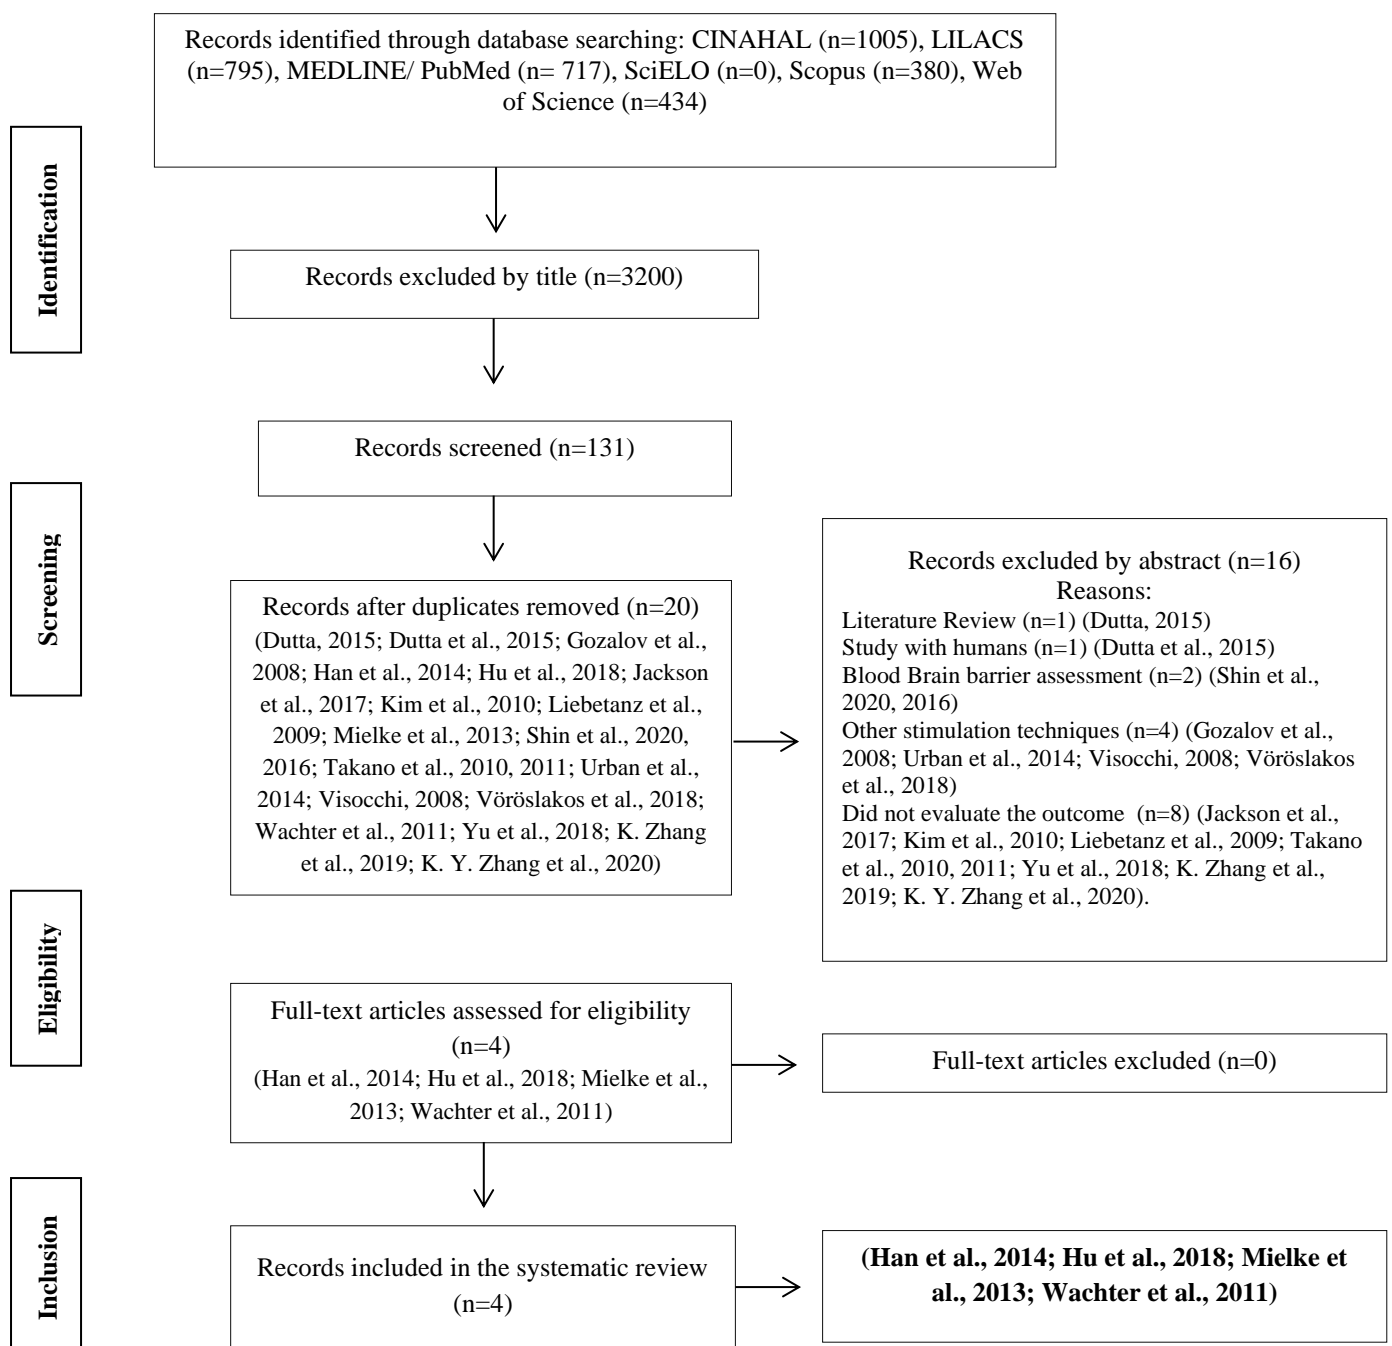 Records identified through database searching: CINAHAL (n=1005), LILACS
(n=795), MEDLINE/ PubMed (n= 717), SciELO (n=0), Scopus (n=380), Web
of Science (n=434)
Identification
Records excluded by title (n=3200)
Records screened (n=131)
Screening
Records after duplicates removed (n=20)
(Dutta, 2015; Dutta et al., 2015; Gozalov et al.,
2008; Han et al., 2014; Hu et al., 2018; Jackson
et al., 2017; Kim et al., 2010; Liebetanz et al.,
2009; Mielke et al., 2013; Shin et al., 2020,
2016; Takano et al., 2010, 2011; Urban et al.,
2014; Visocchi, 2008; Vöröslakos et al., 2018;
Wachter et al., 2011; Yu et al., 2018; K. Zhang
et al., 2019; K. Y. Zhang et al., 2020)
Records excluded by abstract (n=16)
Reasons:
Literature Review (n=1) (Dutta, 2015)
Study with humans (n=1) (Dutta et al., 2015)
Blood Brain barrier assessment (n=2) (Shin et al.,
2020, 2016)
Other stimulation techniques (n=4) (Gozalov et al.,
2008; Urban et al., 2014; Visocchi, 2008; Vöröslakos
et al., 2018)
Did not evaluate the outcome (n=8) (Jackson et al.,
2017; Kim et al., 2010; Liebetanz et al., 2009; Takano
et al., 2010, 2011; Yu et al., 2018; K. Zhang et al.,
2019; K. Y. Zhang et al., 2020).
Eligibility
Full-text articles assessed for eligibility
(n=4)
(Han et al., 2014; Hu et al., 2018; Mielke et al.,
2013; Wachter et al., 2011)
Full-text articles excluded (n=0)
Inclusion
Records included in the systematic review
(n=4)
(Han et al., 2014; Hu et al., 2018; Mielke et
al., 2013; Wachter et al., 2011)